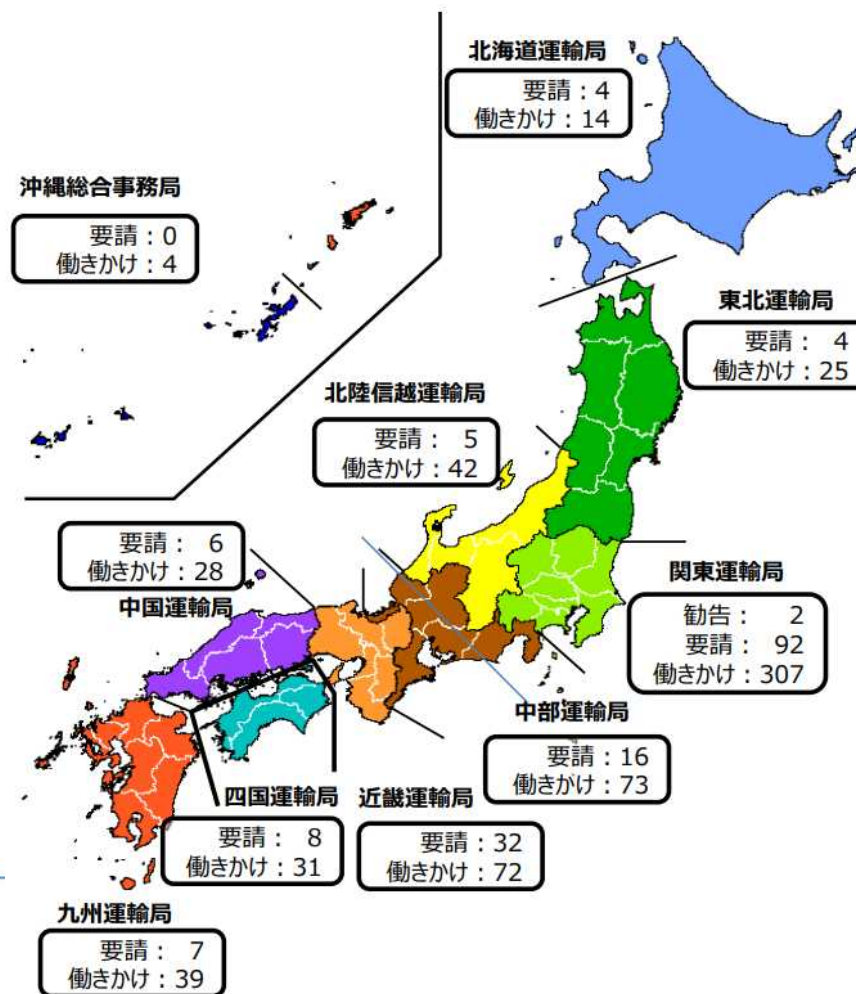 北海道運輸局
要請：4
働きかけ：14
沖縄総合事務局
要請：0
働きかけ：4
東北運輸局
要請： 4
働きかけ：25
北陸信越運輸局
要請： 5
働きかけ：42
要請： 6
働きかけ：28
中国運輸局
関東運輸局
勧告： 2
要請： 92
働きかけ：307
中部運輸局
要請：16
働きかけ：73
四国運輸局
要請： 8
働きかけ：31
近畿運輸局
要請：32
働きかけ：72
九州運輸局
要請： 7
働きかけ：39